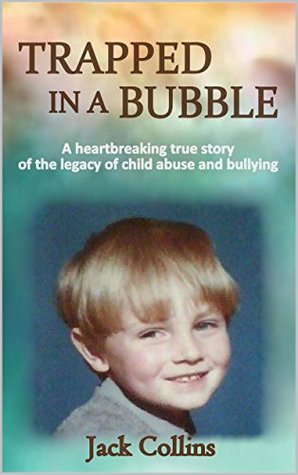 TRAPPED
IN A BUBBLE
A heartbreaking true story
of the legacy of child abuse and bullying
Jack Collins